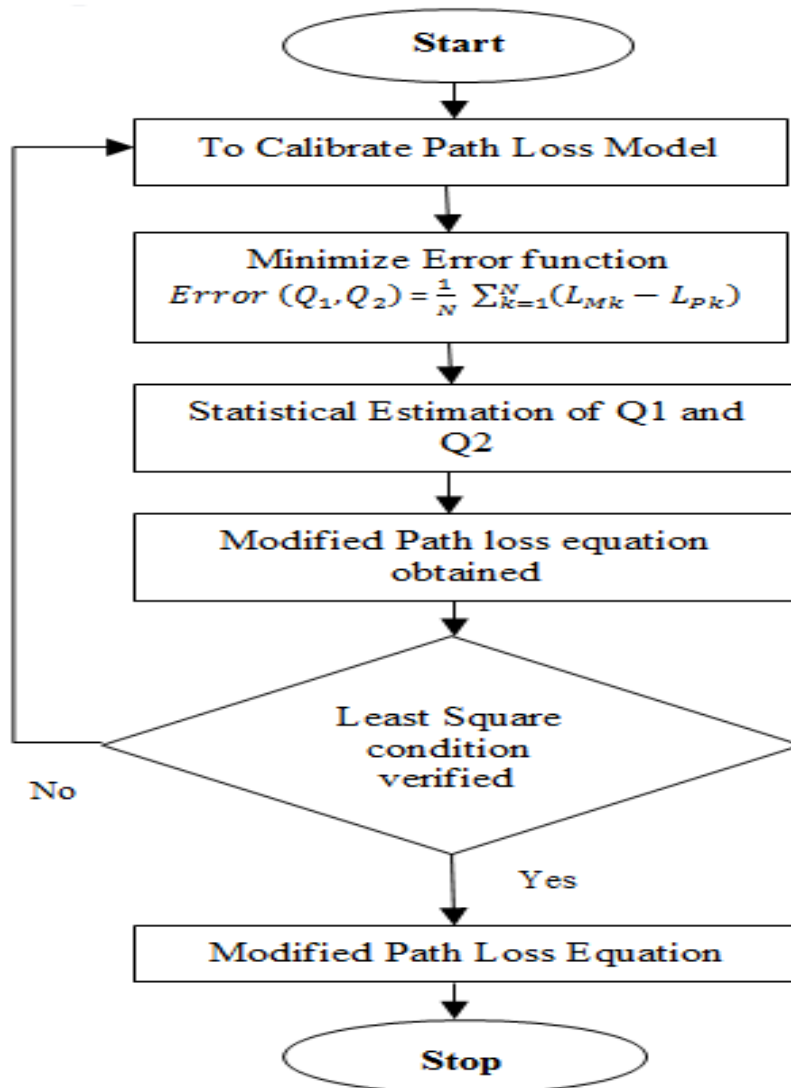 Start
To Calibrate Path Loss Model
Minimize Error function
Error (Q₁,Q₂) = 1/N ∑ᴺₖ₌₁(L_Mk − L_Pk)
Statistical Estimation of Q1 and
Q2
Modified Path loss equation
obtained
Least Square
condition
verified
No
Yes
Modified Path Loss Equation
Stop